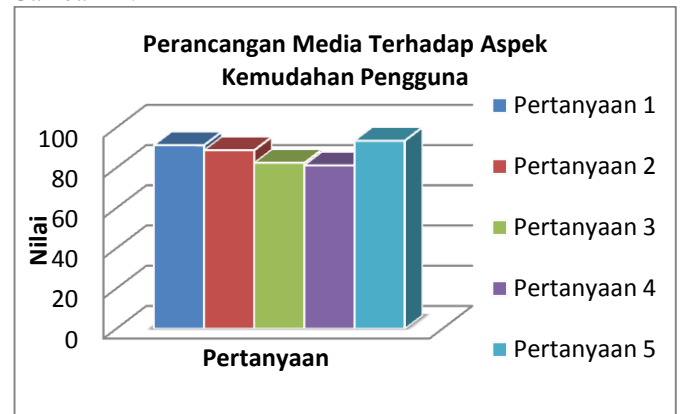 Perancangan Media Terhadap Aspek
Kemudahan Pengguna
100
80
60
40
20
0
Nilai
Pertanyaan
Pertanyaan 1
Pertanyaan 2
Pertanyaan 3
Pertanyaan 4
Pertanyaan 5